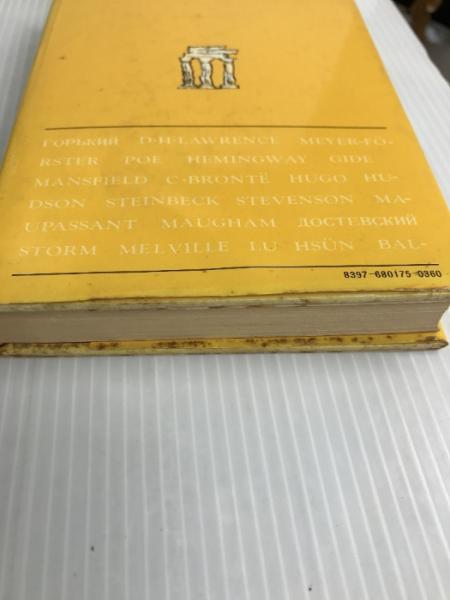 ГОРЬКИЙ D·H·LAWRENCE MEYER-FO-
RSTER POE HEMINGWAY GIDE
MANSFIELD C·BRONTË HUGO HU-
DSON STEINBECK STEVENSON MA-
UPASSANT MAUGHAM ДОСТЕВСКИЙ
STORM MELVILLE LU HSÜN BAL-
8397-680175-0360